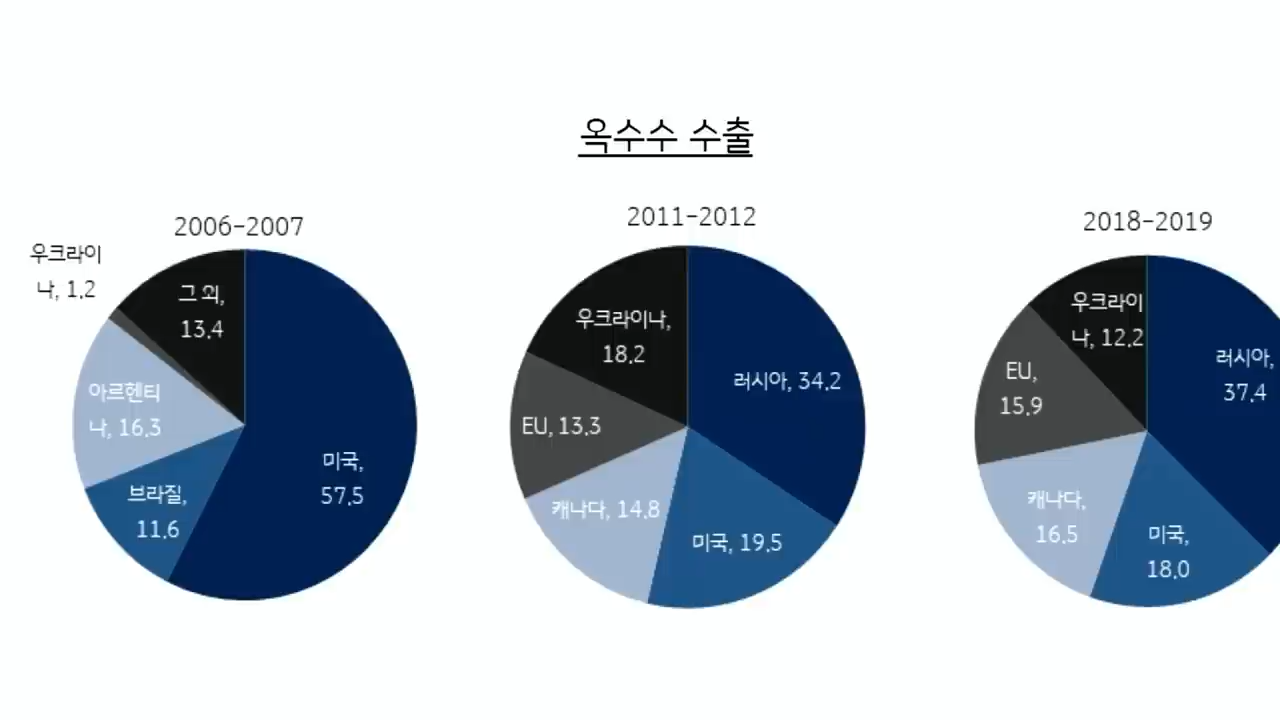 옥수수 수출
2006-2007
우크라이
나, 1.2
그 외,
13.4
아르헨티
나, 16.3
브라질,
11.6
미국,
57.5
2011-2012
우크라이나,
18.2
러시아, 34.2
EU, 13.3
캐나다, 14.8
미국, 19.5
2018-2019
우크라이
나, 12.2
러시아,
37.4
EU,
15.9
캐나다,
16.5
미국,
18.0